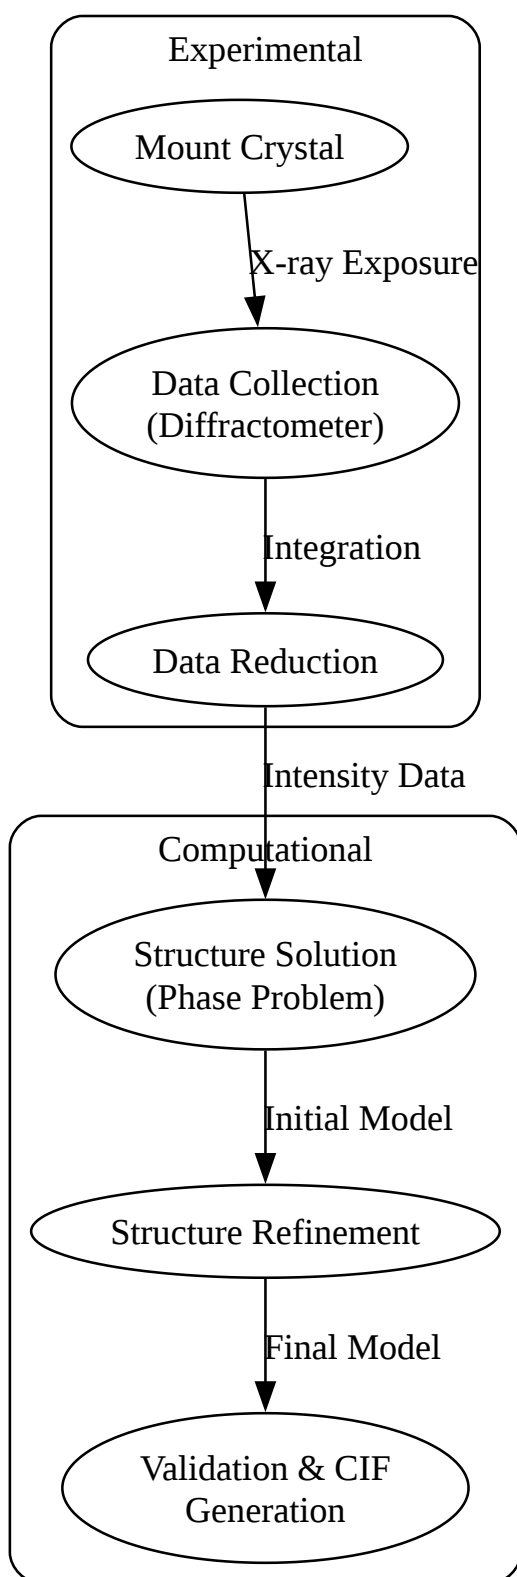 Experimental
Mount Crystal
X-ray Exposure
Data Collection
(Diffractometer)
Integration
Data Reduction
Intensity Data
Computational
Structure Solution
(Phase Problem)
Initial Model
Structure Refinement
Final Model
Validation & CIF
Generation